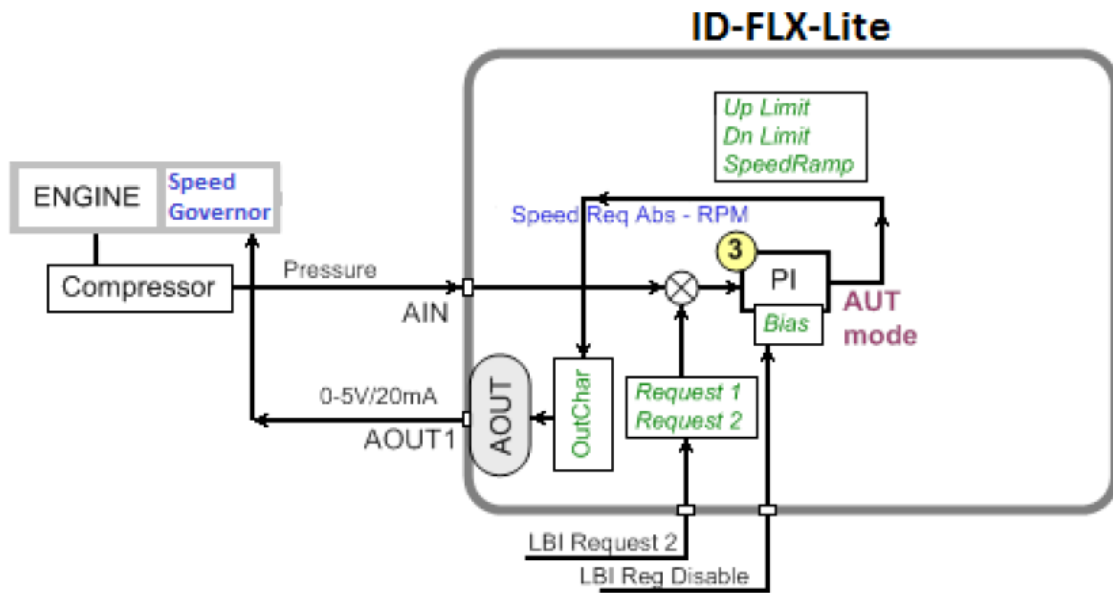 ID-FLX-Lite
Up Limit
Dn Limit
SpeedRamp
ENGINE
Speed
Governor
Speed Req Abs - RPM
3
PI
Pressure
Compressor
AIN
AUT
mode
Bias
0-5V/20mA
AOUT1
AOUT
OutChar
Request 1
Request 2
LBI Request 2
LBI Reg Disable